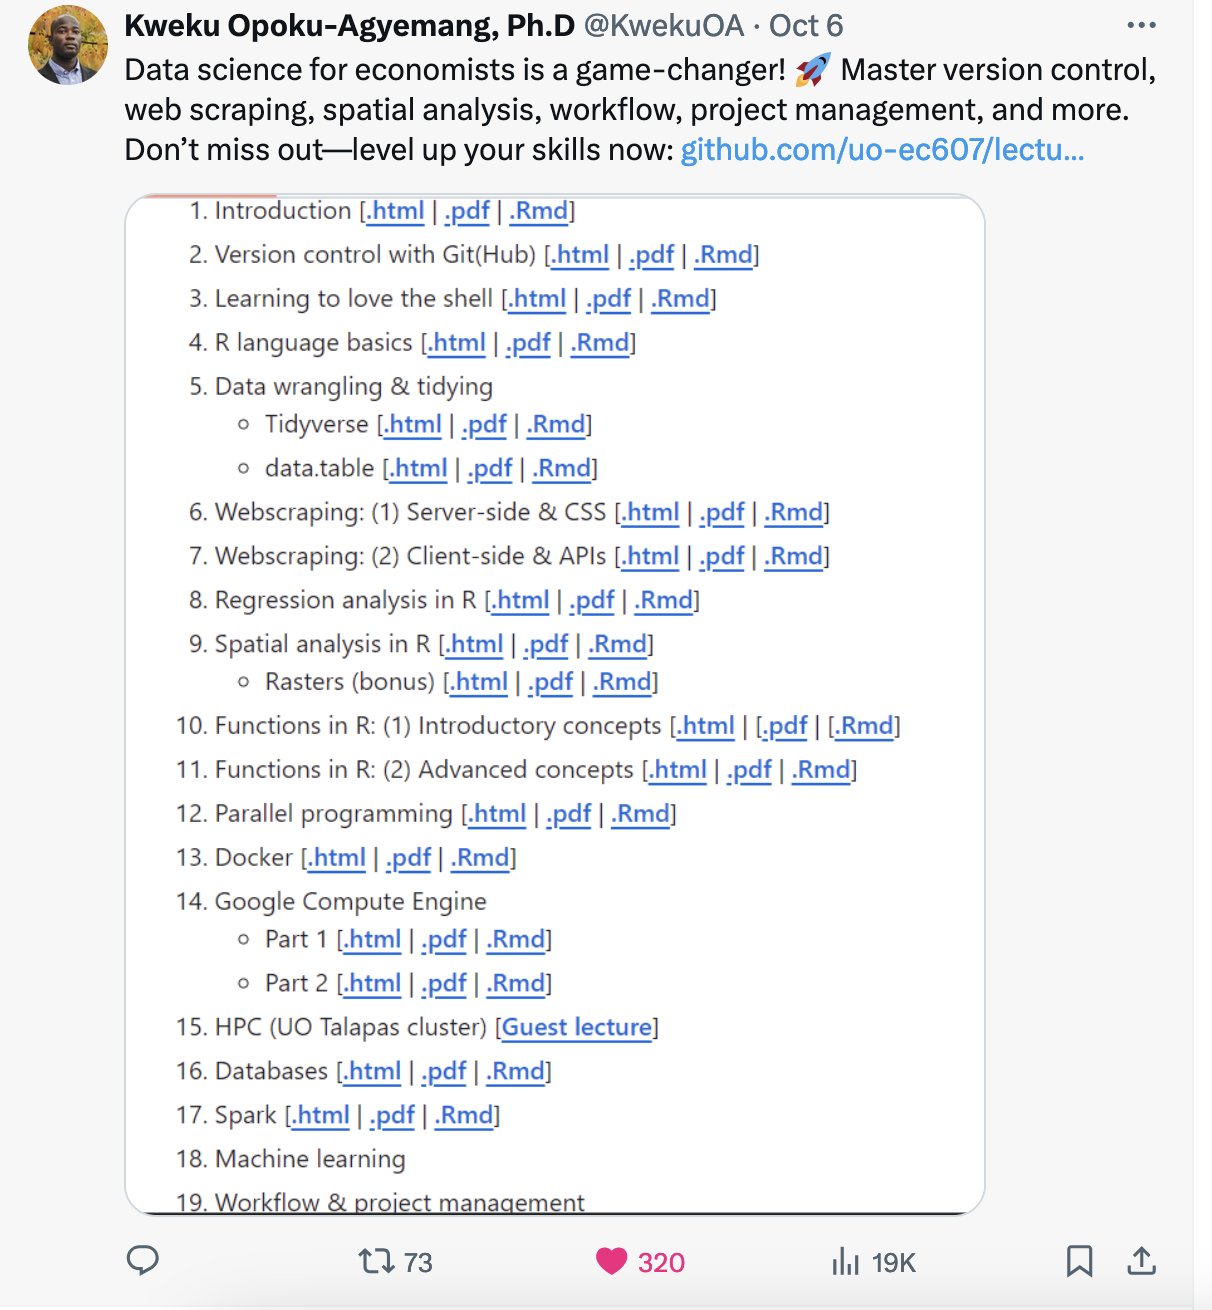 Kweku Opoku-Agyemang, Ph.D @KwekuOA · Oct 6
Data science for economists is a game-changer! 🚀 Master version control,
web scraping, spatial analysis, workflow, project management, and more.
Don’t miss out—level up your skills now: github.com/uo-ec607/lectu...
1. Introduction [.html | .pdf | .Rmd]
2. Version control with Git(Hub) [.html | .pdf | .Rmd]
3. Learning to love the shell [.html | .pdf | .Rmd]
4. R language basics [.html | .pdf | .Rmd]
5. Data wrangling & tidying
◦ Tidyverse [.html | .pdf | .Rmd]
◦ data.table [.html | .pdf | .Rmd]
6. Webscraping: (1) Server-side & CSS [.html | .pdf | .Rmd]
7. Webscraping: (2) Client-side & APIs [.html | .pdf | .Rmd]
8. Regression analysis in R [.html | .pdf | .Rmd]
9. Spatial analysis in R [.html | .pdf | .Rmd]
◦ Rasters (bonus) [.html | .pdf | .Rmd]
10. Functions in R: (1) Introductory concepts [.html | [.pdf | [.Rmd]
11. Functions in R: (2) Advanced concepts [.html | .pdf | .Rmd]
12. Parallel programming [.html | .pdf | .Rmd]
13. Docker [.html | .pdf | .Rmd]
14. Google Compute Engine
◦ Part 1 [.html | .pdf | .Rmd]
◦ Part 2 [.html | .pdf | .Rmd]
15. HPC (UO Talapas cluster) [Guest lecture]
16. Databases [.html | .pdf | .Rmd]
17. Spark [.html | .pdf | .Rmd]
18. Machine learning
19. Workflow & project management
73 320 19K